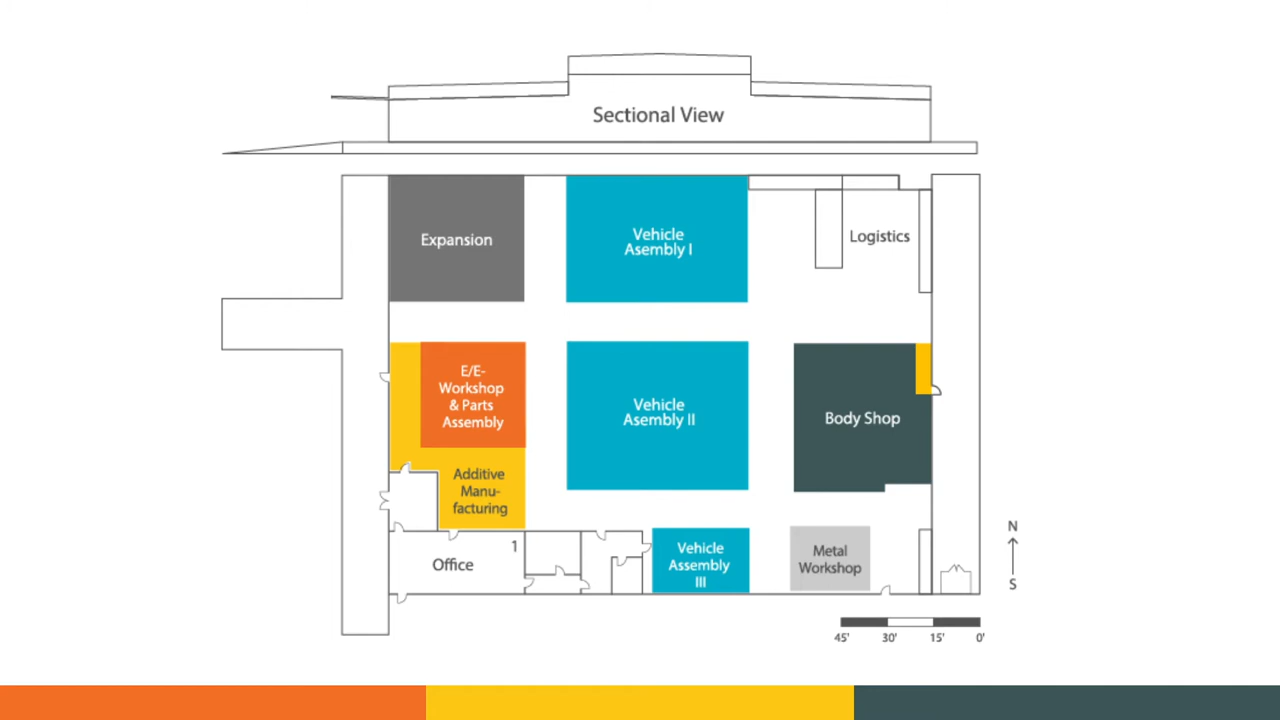 Sectional View
Expansion
Vehicle
Asembly I
Logistics
E/E-
Workshop
& Parts
Assembly
Vehicle
Asembly II
Body Shop
Additive
Manu-
facturing
Office
1
Vehicle
Assembly
III
Metal
Workshop
N
S
45' 30' 15' 0'